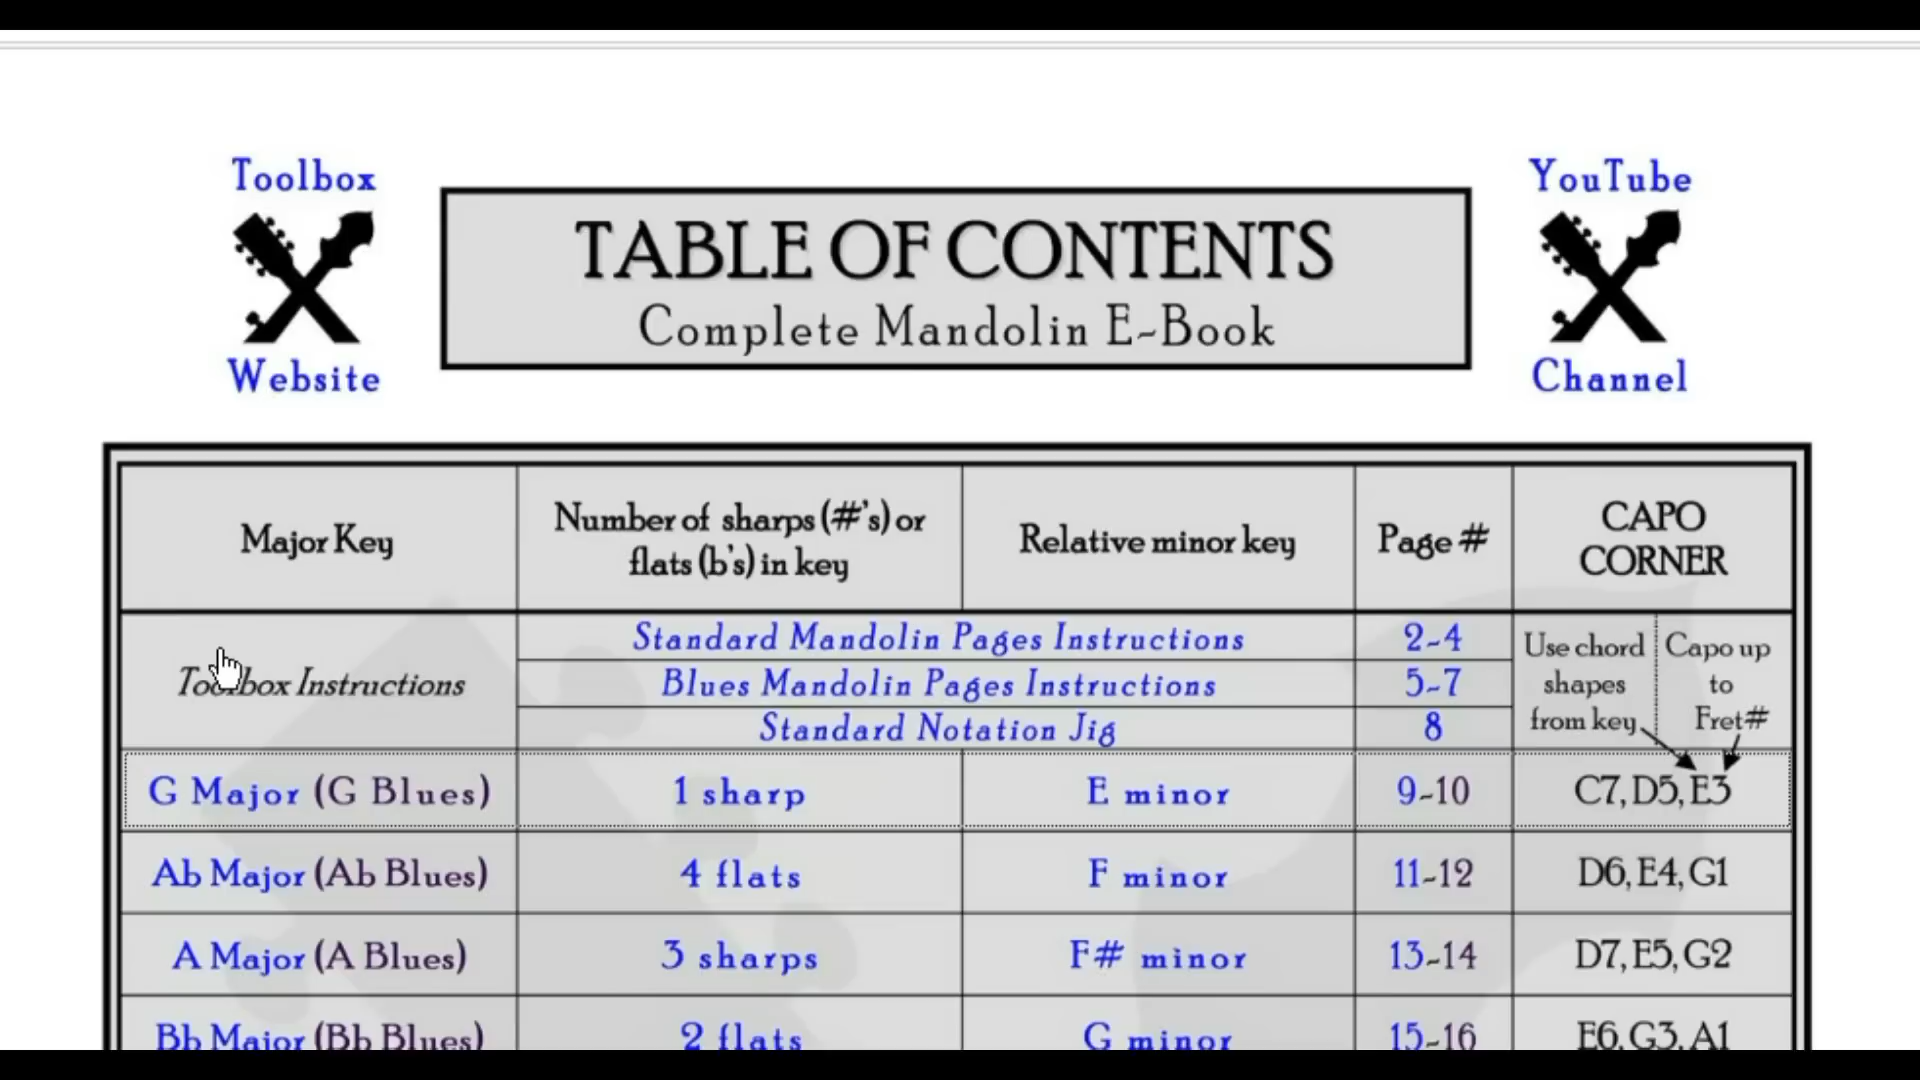 Toolbox
Website
TABLE OF CONTENTS
Complete Mandolin E-Book
YouTube
Channel
Major Key
Number of sharps (#'s) or
flats (b's) in key
Relative minor key
Page #
CAPO
CORNER
Toolbox Instructions
Standard Mandolin Pages Instructions 2-4
Blues Mandolin Pages Instructions 5-7
Standard Notation Jig 8
Use chord
shapes
from key
Capo up
to
Fret#
G Major (G Blues) 1 sharp E minor 9-10 C7, D5, E3
Ab Major (Ab Blues) 4 flats F minor 11-12 D6, E4, G1
A Major (A Blues) 3 sharps F# minor 13-14 D7, E5, G2
Bb Major (Bb Blues) 2 flats G minor 15-16 E6, G3, A1